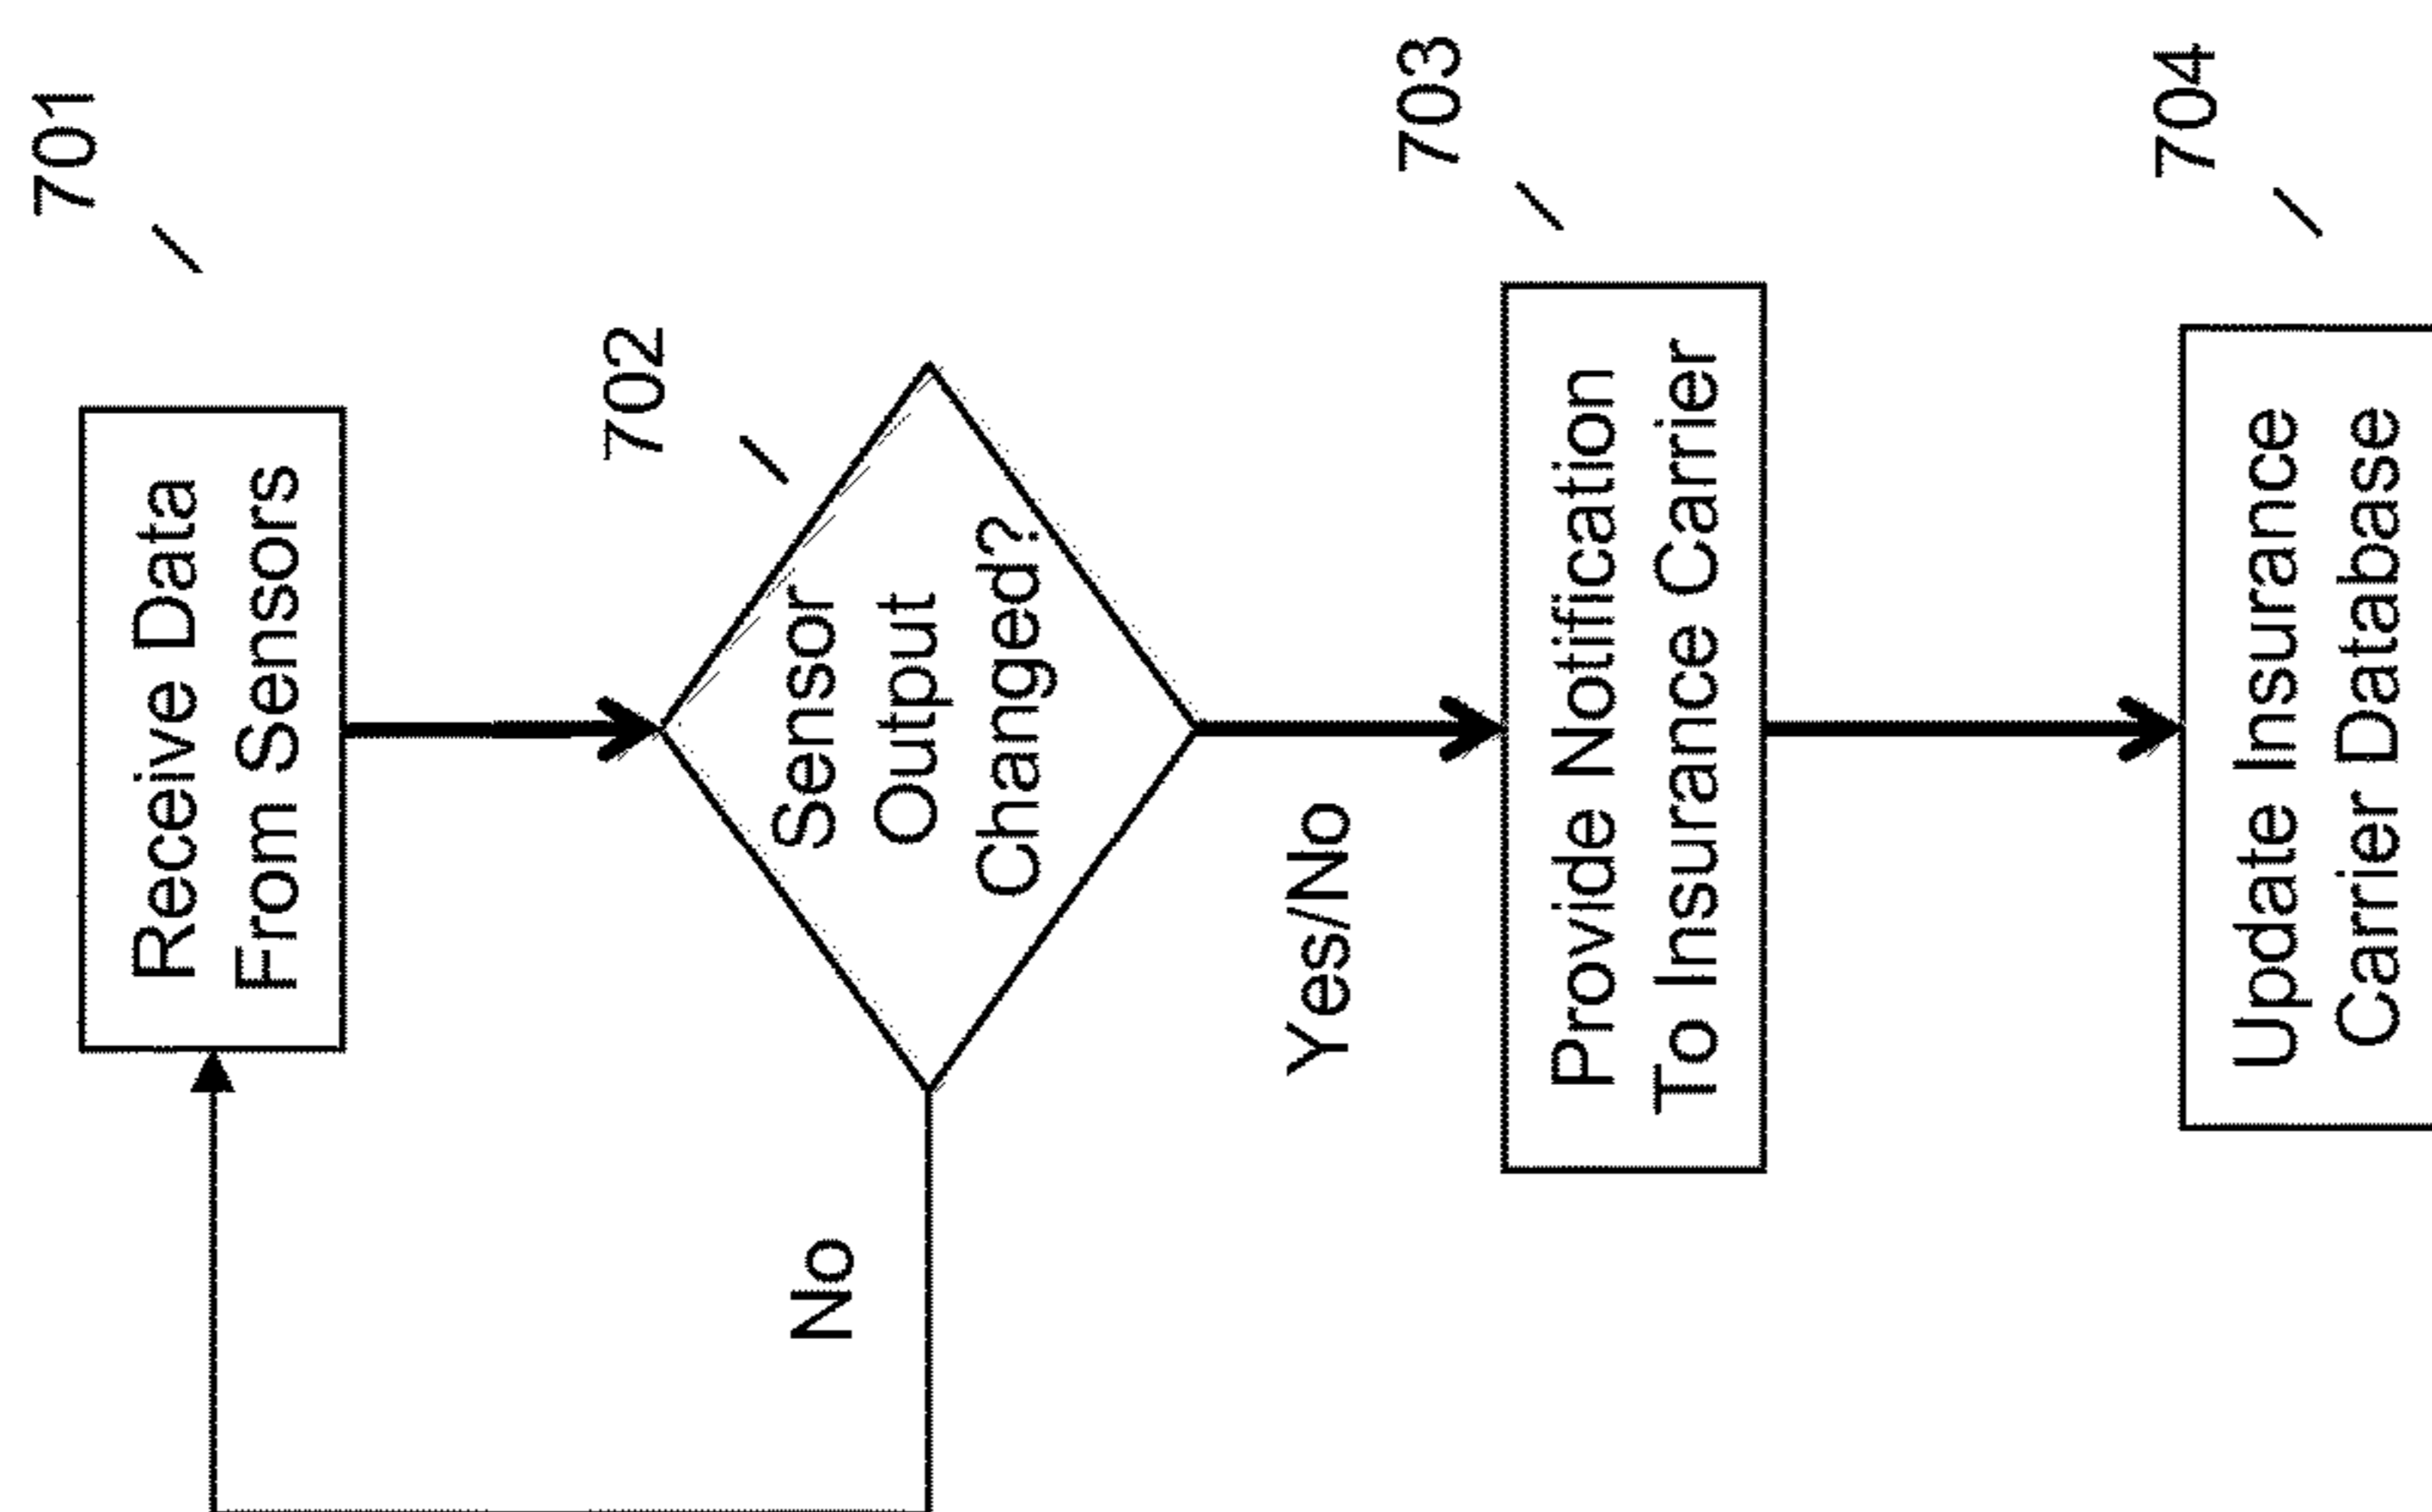 701
Receive Data
From Sensors
702
Sensor
Output
Changed?
No
Yes/No
703
Provide Notification
To Insurance Carrier
704
Update Insurance
Carrier Database